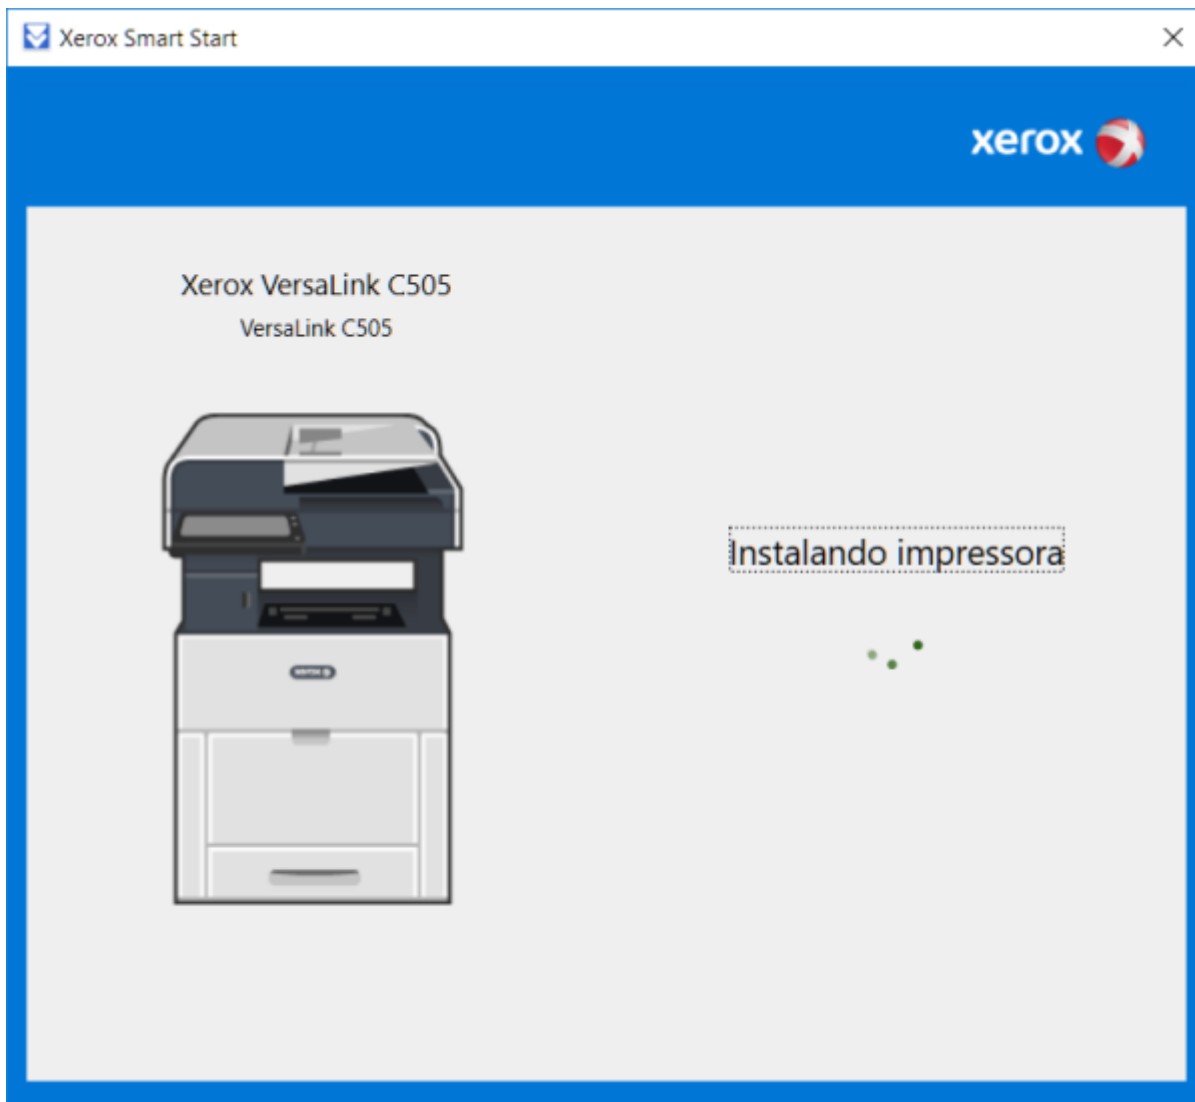 Xerox Smart Start
xerox
Xerox VersaLink C505
VersaLink C505
Instalando impressora